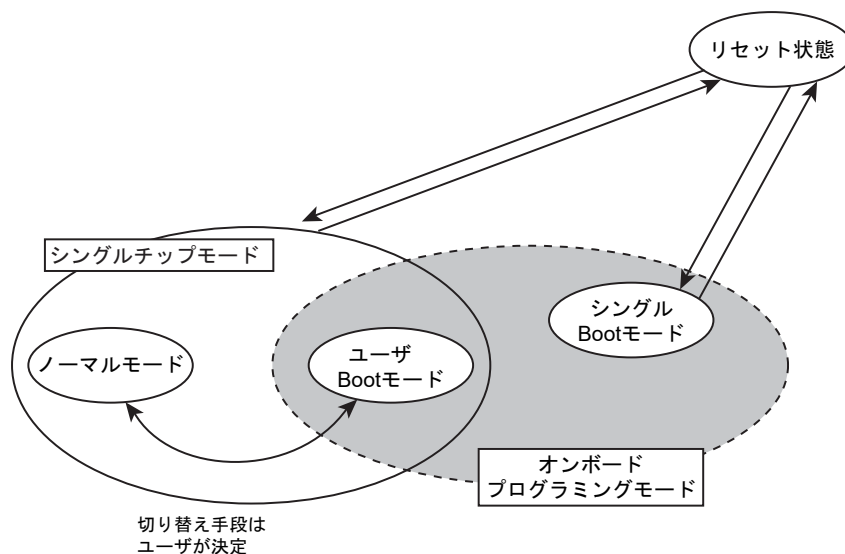 リセット状態
シングルチップモード
シングル
Bootモード
ノーマルモード
ユーザ
Bootモード
オンボード
プログラミングモード
切り替え手段は
ユーザが決定